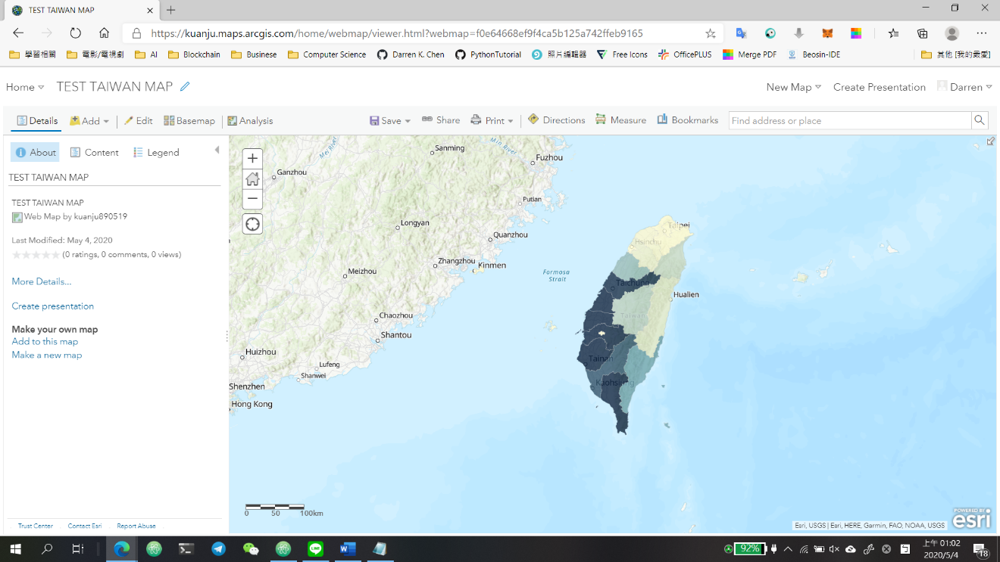 TEST TAIWAN MAP
https://kuanju.maps.arcgis.com/home/webmap/viewer.html?webmap=f0e64668ef9f4ca5b125a742ffeb9165
學習相關 電影/電視劇 AI Blockchain Businese Computer Science Darren K. Chen PythonTutorial 照片編輯器 Free Icons OfficePLUS Merge PDF Beosin-IDE 其他 [我的最愛]
Home TEST TAIWAN MAP New Map Create Presentation Darren
Details Add Edit Basemap Analysis Save Share Print Directions Measure Bookmarks Find address or place
About Content Legend
TEST TAIWAN MAP
TEST TAIWAN MAP
Web Map by kuanju890519
Last Modified: May 4, 2020
(0 ratings, 0 comments, 0 views)
More Details...
Create presentation
Make your own map
Add to this map
Make a new map
Trust Center Contact Esri Report Abuse
Mei River
Min River
Sanming
Fuzhou
Ganzhou
Putian
Longyan
Quanzhou
Taipei
Hsinchu
Zhangzhou
Kinmen
Meizhou
Formosa
Strait
Taichung
Hualien
Chaozhou
Taiwan
Shantou
Huizhou
Tainan
Lufeng
Shanwei
Kaohsiung
Shenzhen
Hong Kong
0 50 100km
Esri, USGS | Esri, HERE, Garmin, FAO, NOAA, USGS
POWERED BY
esri
92%
上午 01:02
2020/5/4
18